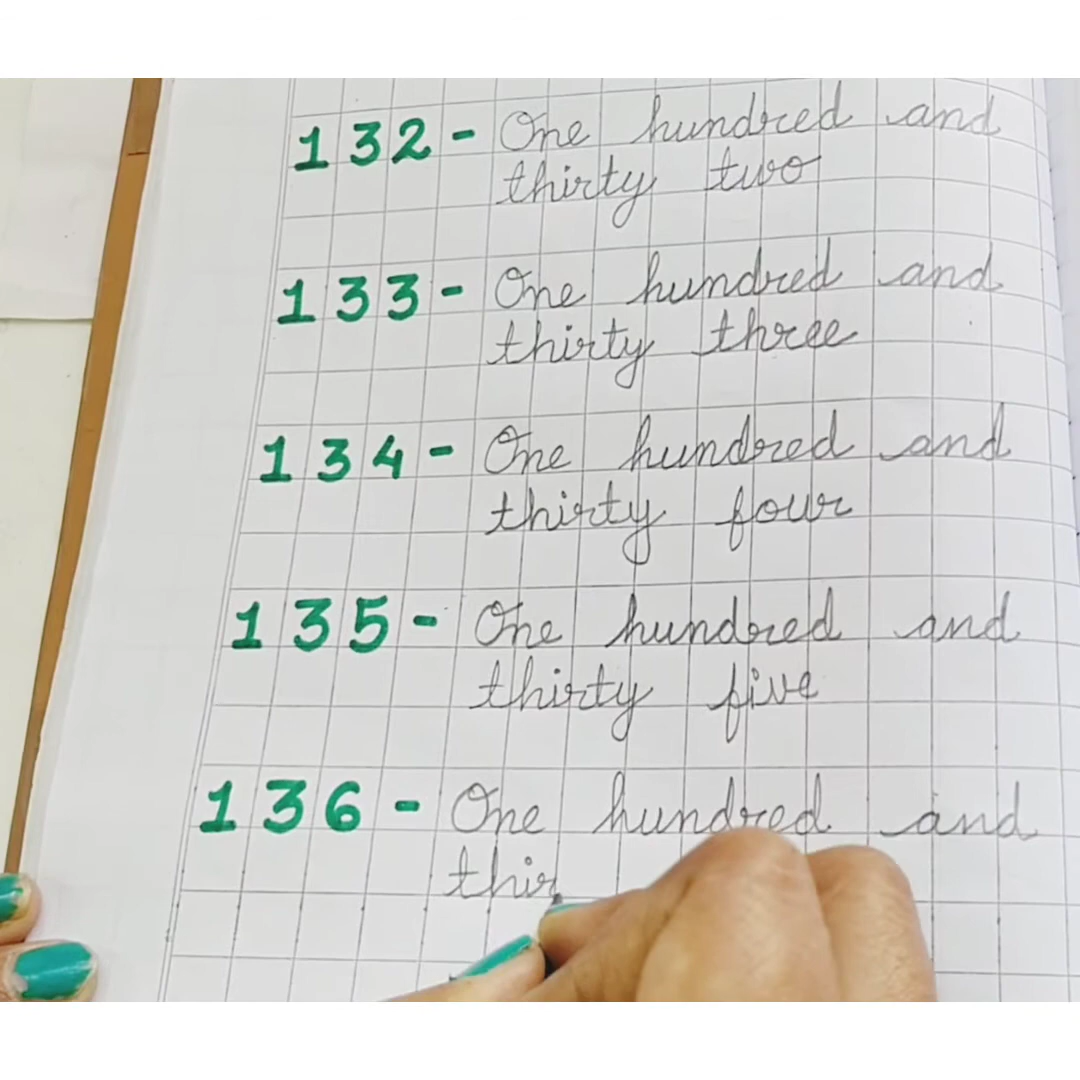 132 - One hundred and
thirty two
133 - One hundred and
thirty three
134 - One hundred and
thirty four
135 - One hundred and
thirty five
136 - One hundred and
thir